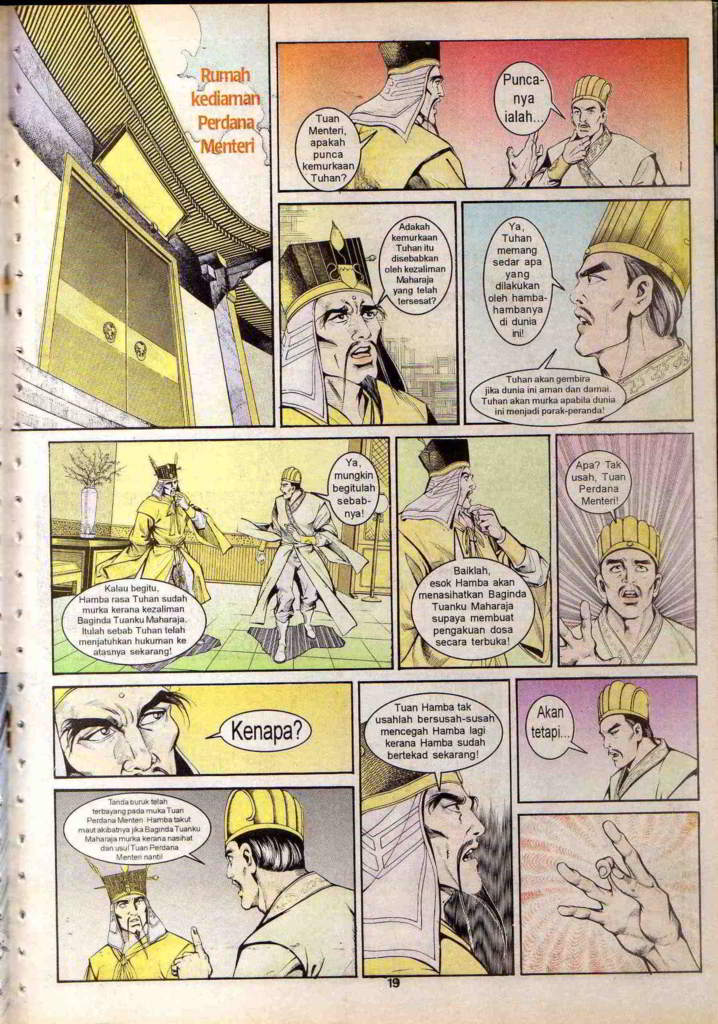 Rumah
kediaman
Perdana
Menteri
Tuan
Menteri,
apakah
punca
kemurkaan
Tuhan?
Punca-
nya
ialah...
Adakah
kemurkaan
Tuhan itu
disebabkan
oleh kezaliman
Maharaja
yang telah
tersesat?
Ya,
Tuhan
memang
sedar apa
yang
dilakukan
oleh hamba-
hambanya
di dunia
ini!
Tuhan akan gembira
jika dunia ini aman dan damai.
Tuhan akan murka apabila dunia
ini menjadi porak-peranda!
Ya,
mungkin
begitulah
sebab-
nya!
Kalau begitu,
Hamba rasa Tuhan sudah
murka kerana kezaliman
Baginda Tuanku Maharaja.
Itulah sebab Tuhan telah
menjatuhkan hukuman ke
atasnya sekarang!
Baiklah,
esok Hamba akan
menasihatkan Baginda
Tuanku Maharaja
supaya membuat
pengakuan dosa
secara terbuka!
Apa? Tak
usah, Tuan
Perdana
Menteri!
Kenapa?
Tanda buruk telah
terbayang pada muka Tuan
Perdana Menteri. Hamba takut
maut akibatnya jika Baginda Tuanku
Maharaja murka kerana nasihat
dan usul Tuan Perdana
Menteri nanti!
Tuan Hamba tak
usahlah bersusah-susah
mencegah Hamba lagi
kerana Hamba sudah
bertekad sekarang!
Akan
tetapi...
19